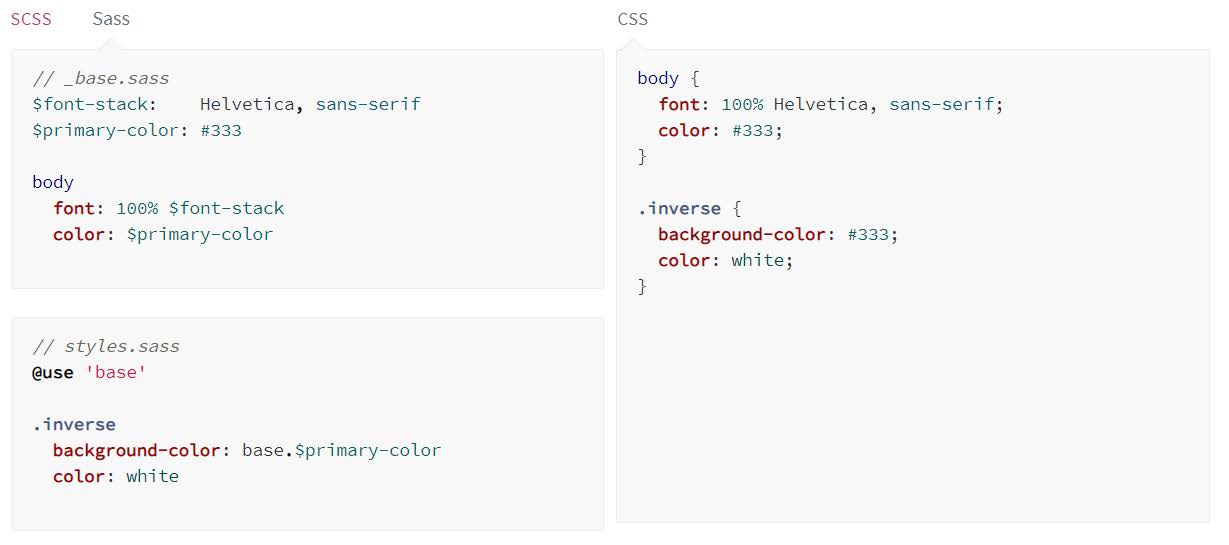 SCSS Sass
// _base.sass
$font-stack:    Helvetica, sans-serif
$primary-color: #333

body
  font: 100% $font-stack
  color: $primary-color

// styles.sass
@use 'base'

.inverse
  background-color: base.$primary-color
  color: white

CSS
body {
  font: 100% Helvetica, sans-serif;
  color: #333;
}

.inverse {
  background-color: #333;
  color: white;
}